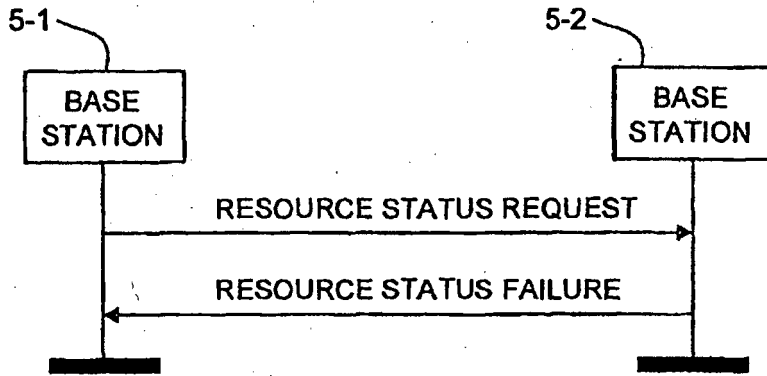 5-1
5-2
BASE
STATION
BASE
STATION
RESOURCE STATUS REQUEST
RESOURCE STATUS FAILURE